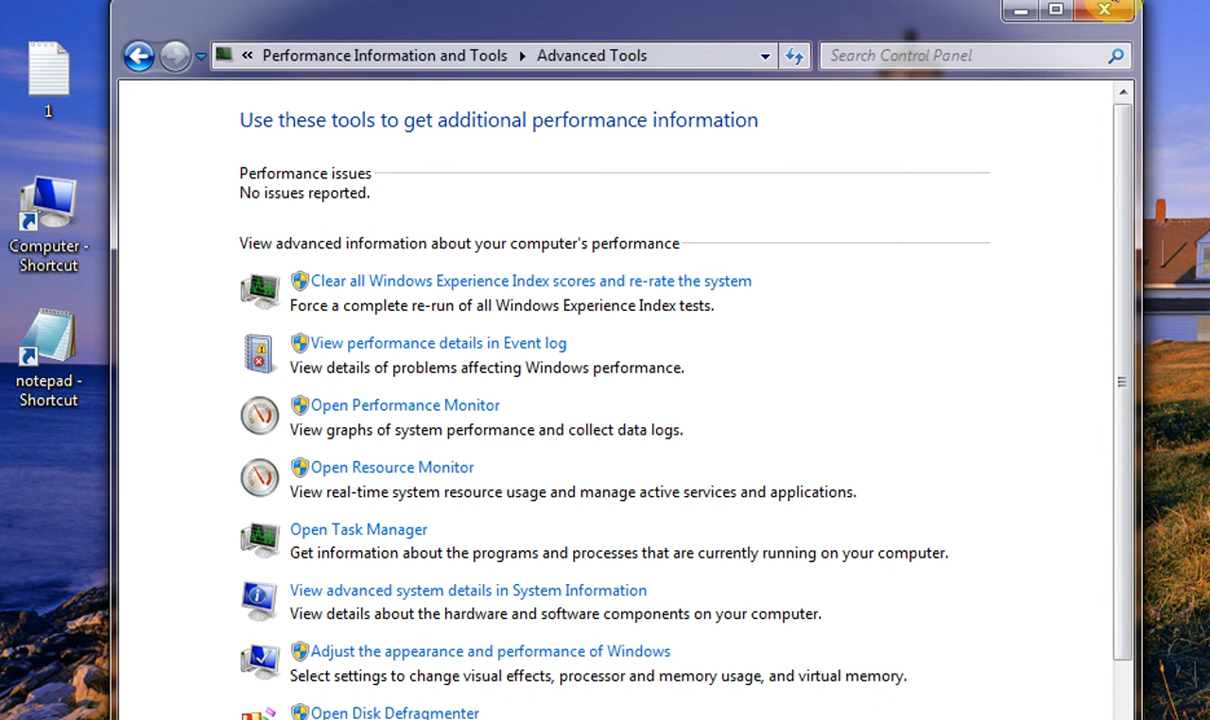 « Performance Information and Tools Advanced Tools
Search Control Panel
1
Computer -
Shortcut
notepad -
Shortcut
Use these tools to get additional performance information
Performance issues
No issues reported.
View advanced information about your computer's performance
Clear all Windows Experience Index scores and re-rate the system
Force a complete re-run of all Windows Experience Index tests.
View performance details in Event log
View details of problems affecting Windows performance.
Open Performance Monitor
View graphs of system performance and collect data logs.
Open Resource Monitor
View real-time system resource usage and manage active services and applications.
Open Task Manager
Get information about the programs and processes that are currently running on your computer.
View advanced system details in System Information
View details about the hardware and software components on your computer.
Adjust the appearance and performance of Windows
Select settings to change visual effects, processor and memory usage, and virtual memory.
Open Disk Defragmenter